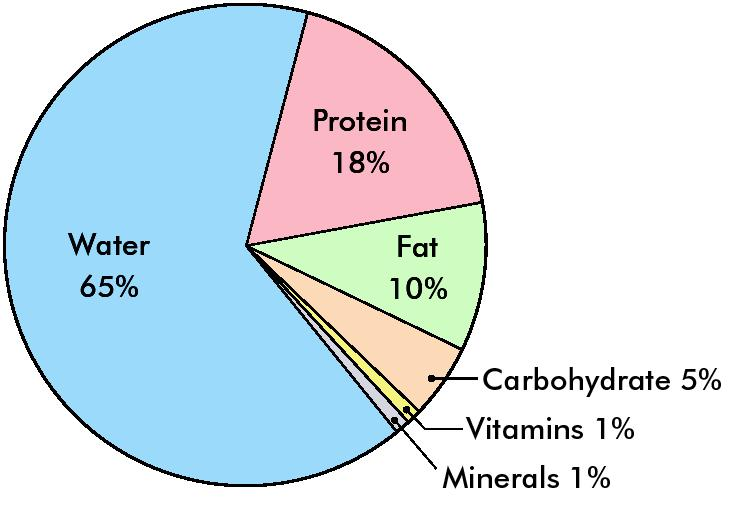 Protein
18%
Water
65%
Fat
10%
Carbohydrate 5%
Vitamins 1%
Minerals 1%